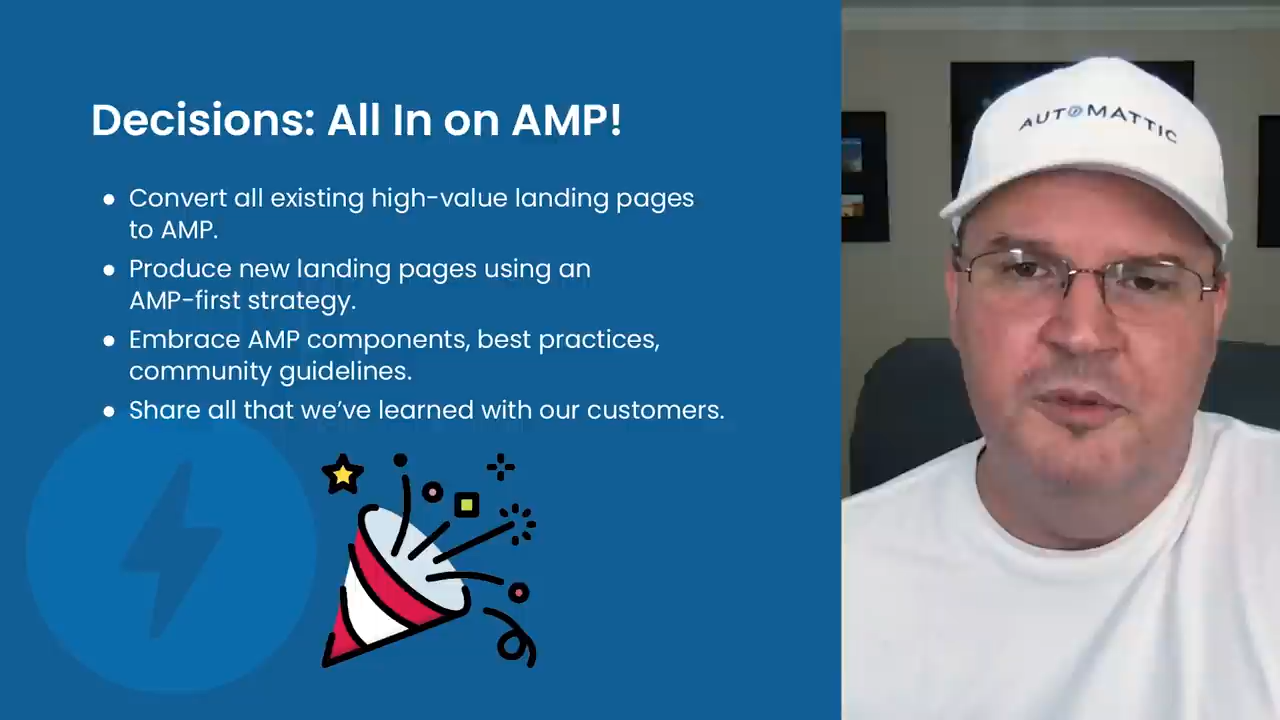 Decisions: All In on AMP!
● Convert all existing high-value landing pages
to AMP.
● Produce new landing pages using an
AMP-first strategy.
● Embrace AMP components, best practices,
community guidelines.
● Share all that we’ve learned with our customers.
AUTOMATTIC